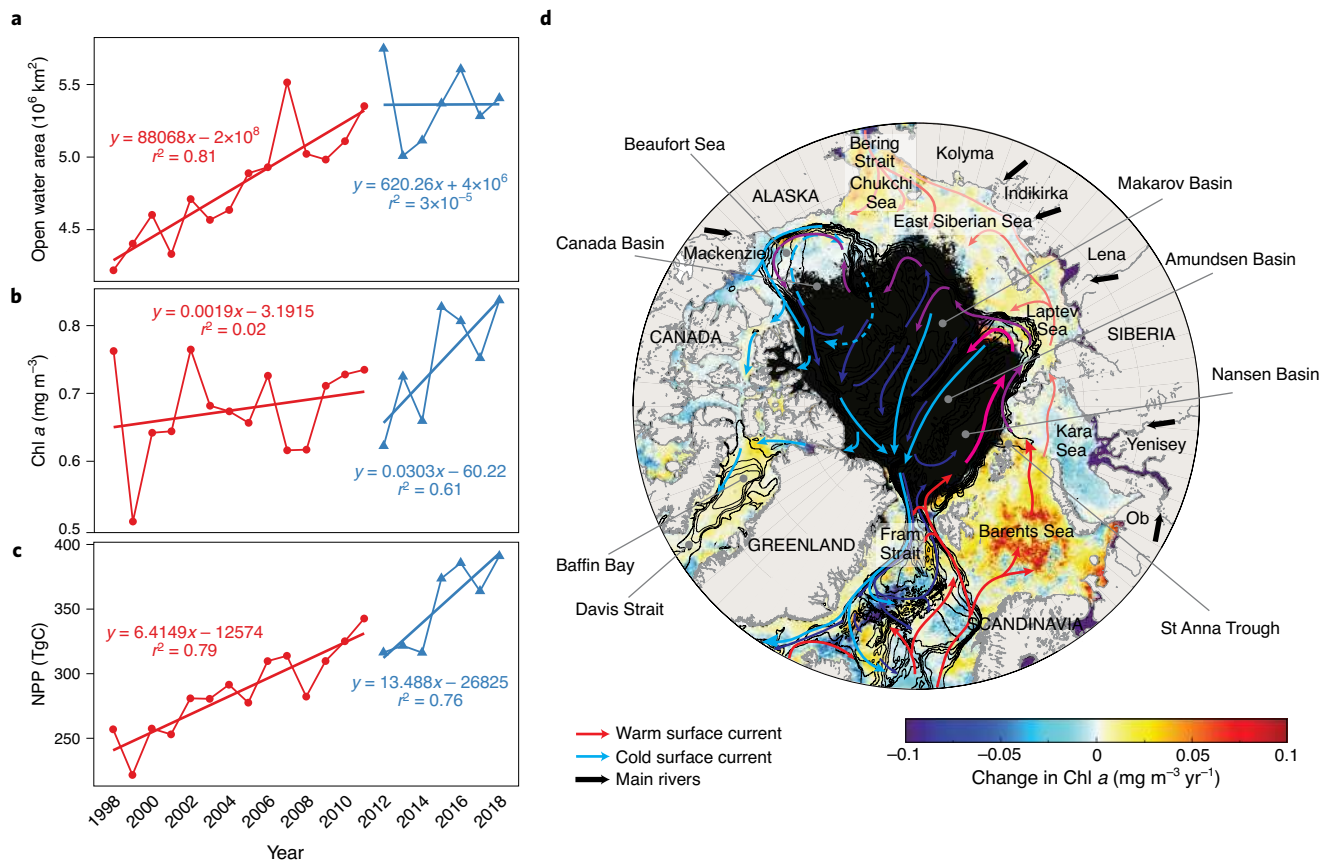 a
Open water area (10⁶ km²)
5.5
5.0
4.5
y = 88068x − 2×10⁸
r² = 0.81
y = 620.26x + 4×10⁶
r² = 3×10⁻⁵
b
Chl a (mg m⁻³)
0.8
0.7
0.6
0.5
y = 0.0019x − 3.1915
r² = 0.02
y = 0.0303x − 60.22
r² = 0.61
c
NPP (TgC)
400
350
300
250
y = 6.4149x − 12574
r² = 0.79
y = 13.488x − 26825
r² = 0.76
1998
2000
2002
2004
2006
2008
2010
2012
2014
2016
2018
Year
d
Beaufort Sea
Bering
Strait
Kolyma
Chukchi
Sea
Indikirka
Makarov Basin
ALASKA
East Siberian Sea
Canada Basin
Mackenzie
Lena
Amundsen Basin
CANADA
Laptev
Sea
SIBERIA
Nansen Basin
Kara
Sea
Yenisey
Ob
Barents Sea
Fram
Strait
GREENLAND
Baffin Bay
Davis Strait
SCANDINAVIA
St Anna Trough
Warm surface current
Cold surface current
Main rivers
−0.1
−0.05
0
0.05
0.1
Change in Chl a (mg m⁻³ yr⁻¹)